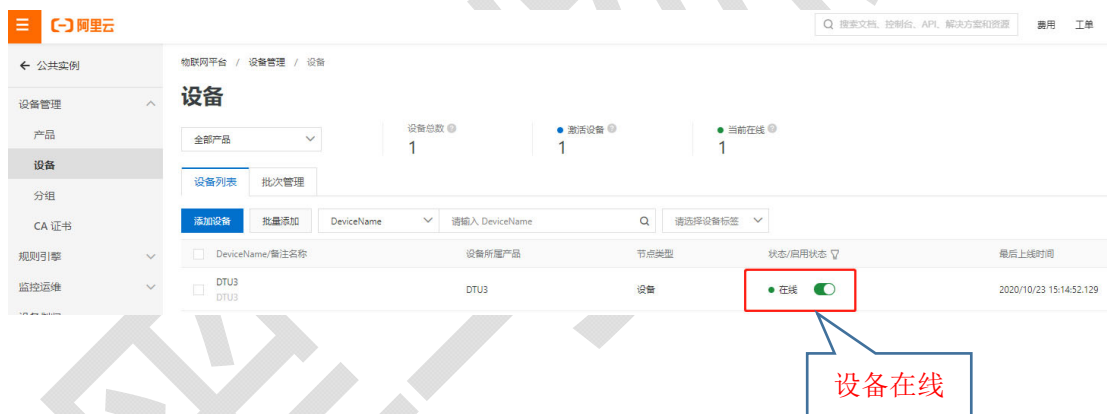 阿里云
搜索文档、控制台、API、解决方案和资源
费用 工单
公共实例
物联网平台 / 设备管理 / 设备
设备管理
设备
产品
全部产品
设备总数
1
激活设备
1
当前在线
1
设备
设备列表 批次管理
分组
添加设备 批量添加 DeviceName 请输入 DeviceName 请选择设备标签
CA 证书
规则引擎
DeviceName/备注名称 设备所属产品 节点类型 状态/启用状态 最后上线时间
监控运维
DTU3 DTU3 设备 在线 2020/10/23 15:14:52.129
DTU3
设备在线